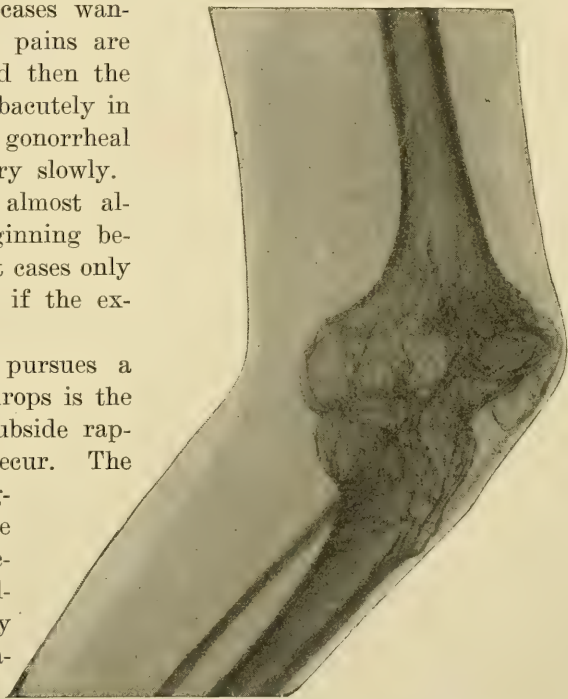 cases wan-
pains are
d then the
bacutely in
gonorrheal
ry slowly.
almost al-
ginning be-
t cases only
if the ex-
pursues a
rops is the
ubside rap-
ecur. The
g-
e
e-
l-
y
a-